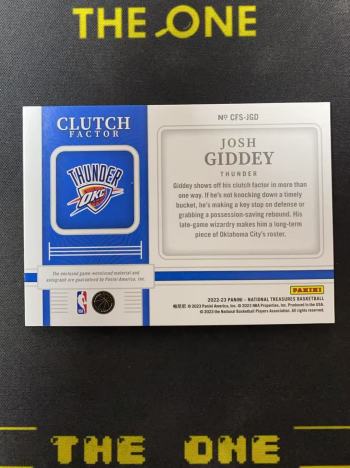 THE ONE
CLUTCH
FACTOR
THUNDER
OKC
The enclosed game-
material and
autograph are guaranteed by Panini America, Inc.
NBA
Nº CFS-JGD
JOSH
GIDDEY
THUNDER
Giddey shows off his clutch factor in more than
one way. If he's not knocking down a timely
bucket, he's making a key stop on defense or
grabbing a possession-saving rebound. His
late-game wizardry makes him a long-term
piece of Oklahoma City's roster.
PANINI
2022-23 PANINI - NATIONAL TREASURES BASKETBALL
© 2023 Panini America, Inc. © 2023 NBA Properties, Inc. Produced in the USA.
© 2023 the National Basketball Players Association. All rights reserved.
THE ONE